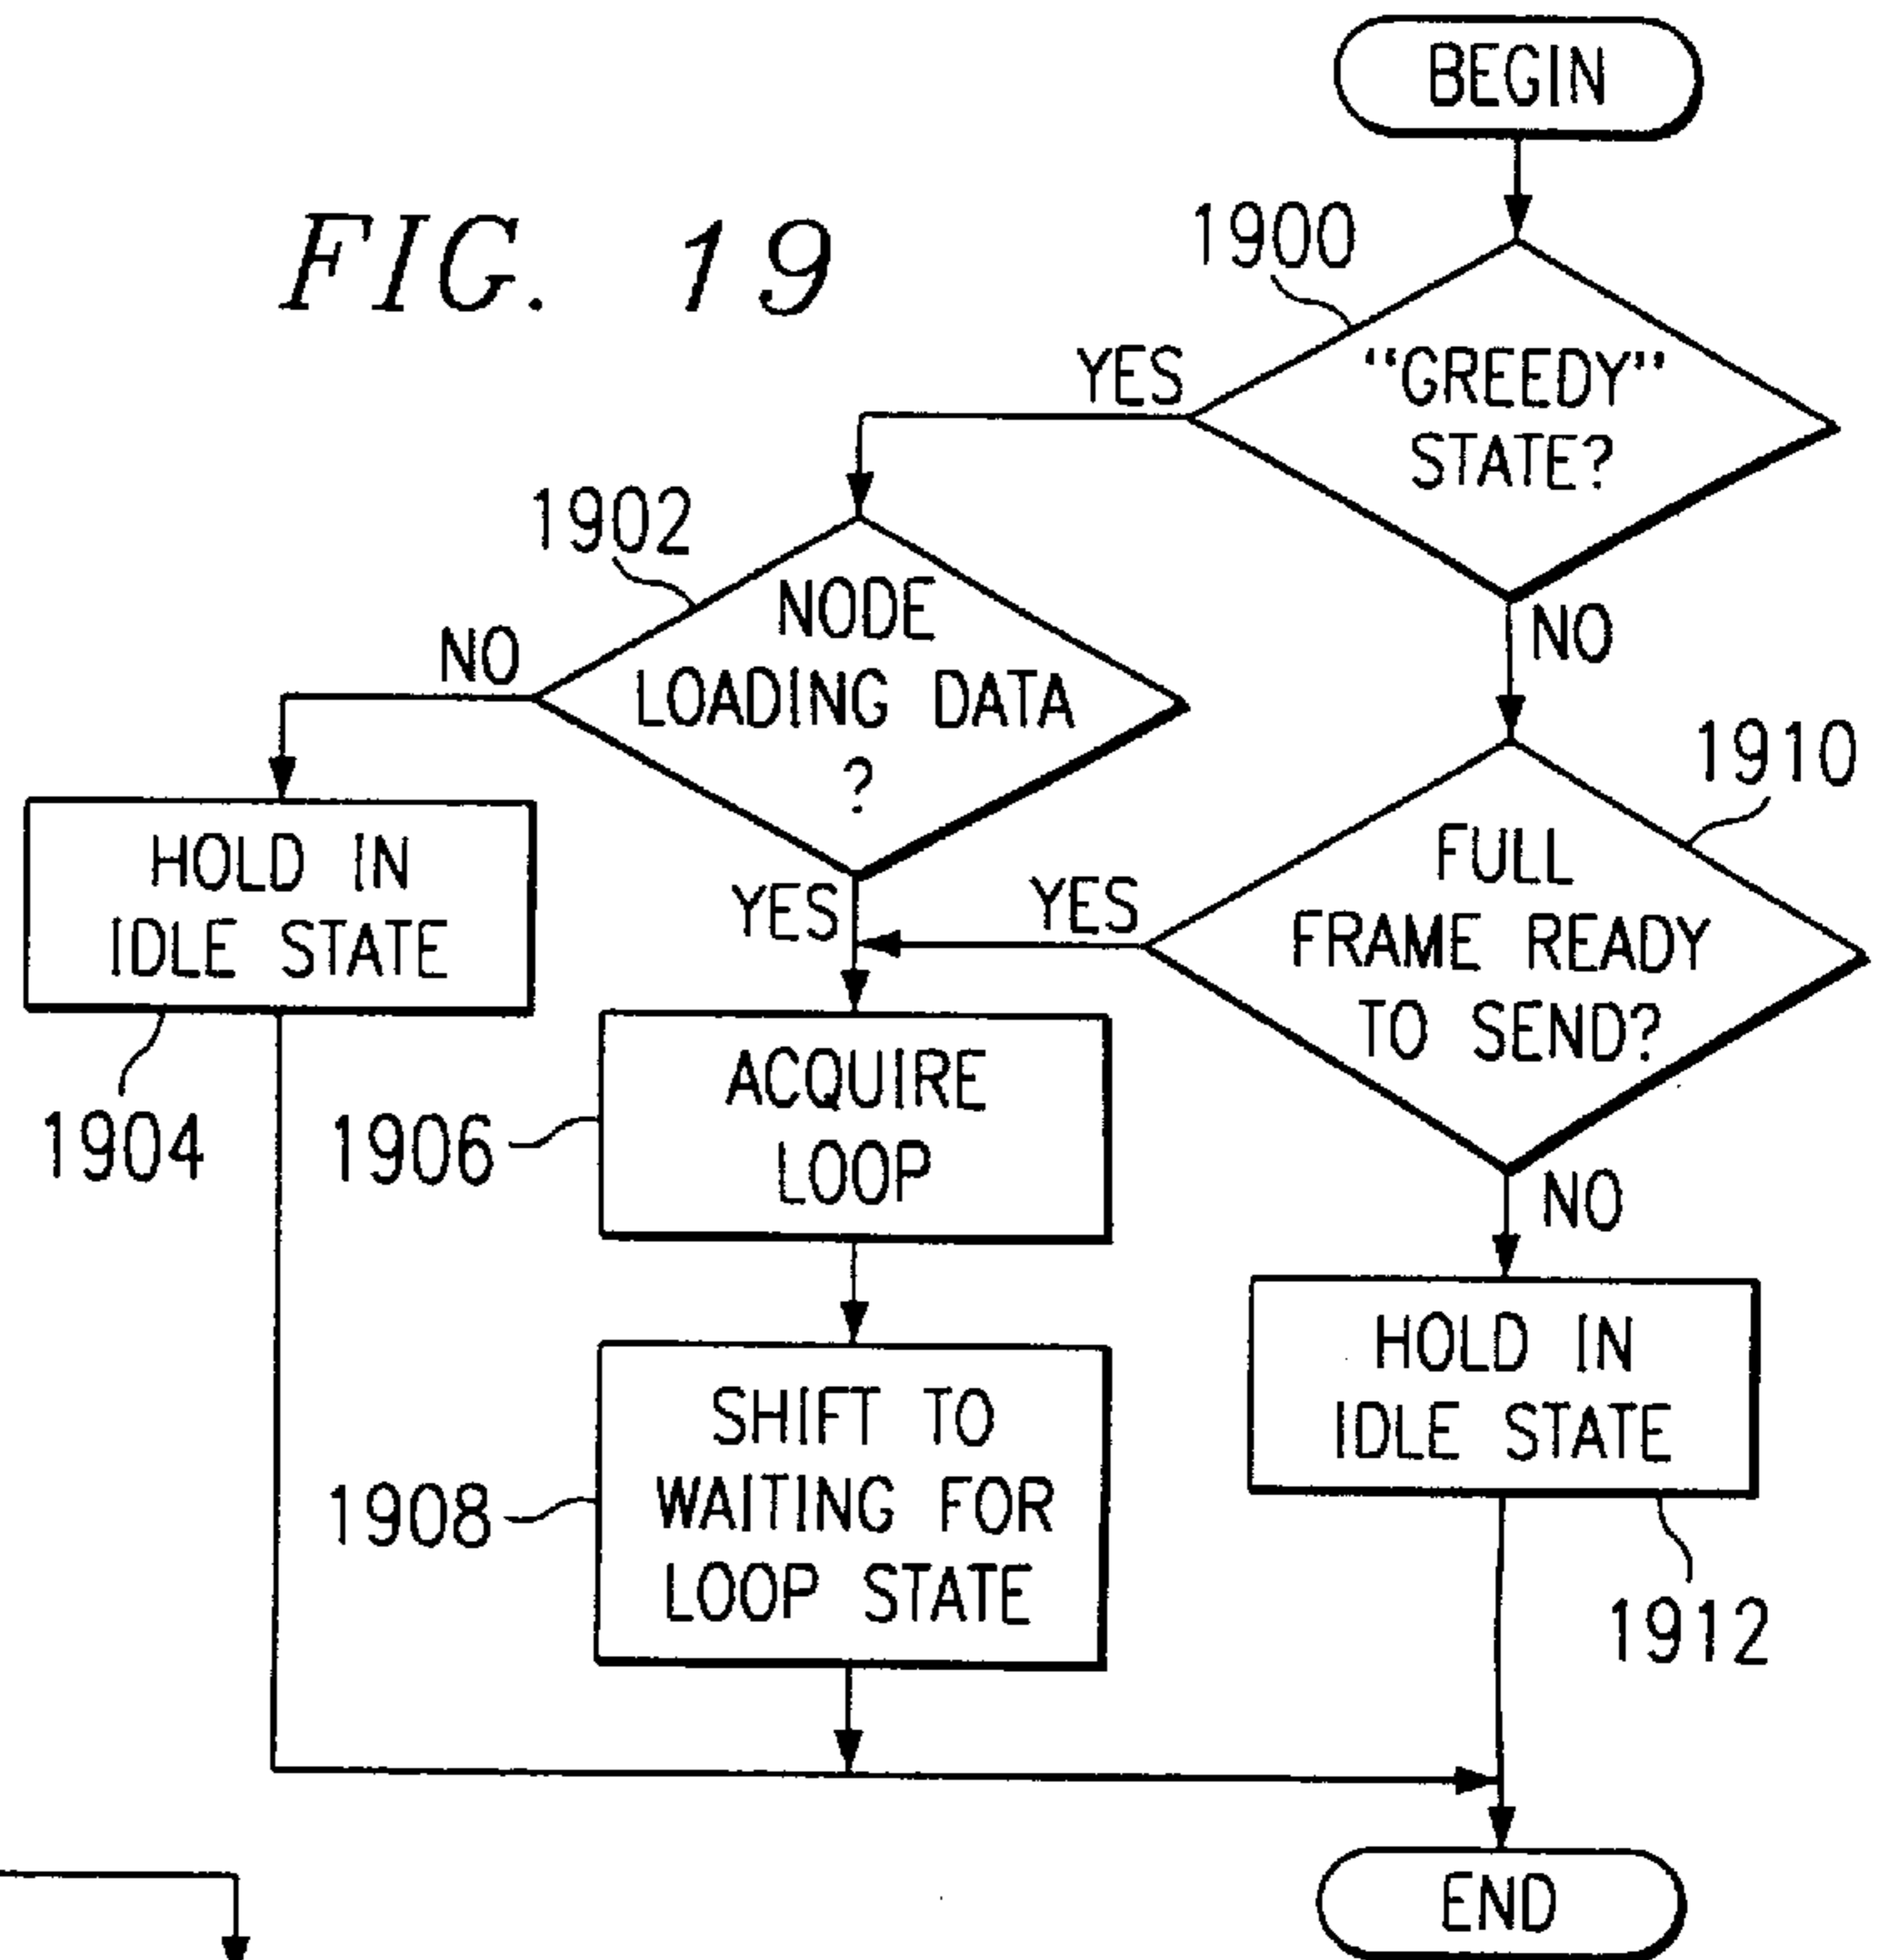 BEGIN
FIG. 19
1900
"GREEDY"
STATE?
YES
NO
1902
NODE
LOADING DATA
?
NO
YES
1910
FULL
FRAME READY
TO SEND?
YES
NO
HOLD IN
IDLE STATE
1904
1906
ACQUIRE
LOOP
1908
SHIFT TO
WAITING FOR
LOOP STATE
HOLD IN
IDLE STATE
1912
END